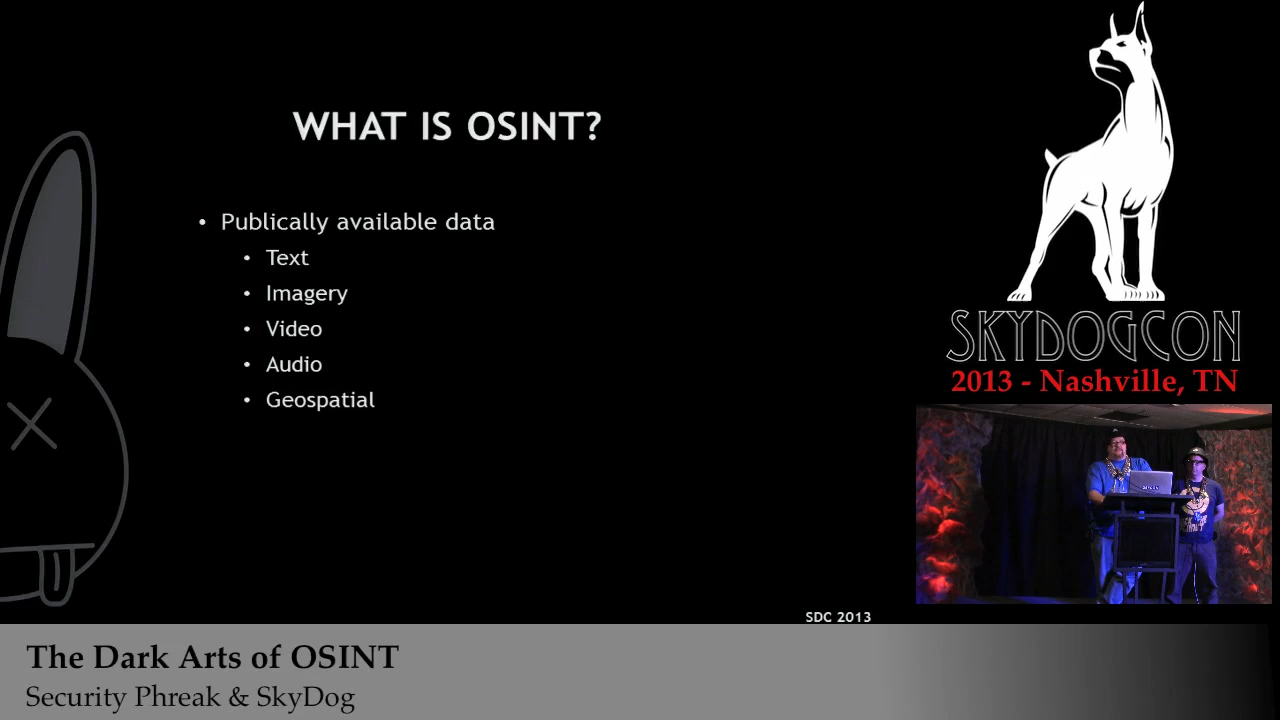 WHAT IS OSINT?
• Publically available data
• Text
• Imagery
• Video
• Audio
• Geospatial
SDC 2013
SKYDOGCON
2013 - Nashville, TN
The Dark Arts of OSINT
Security Phreak & SkyDog